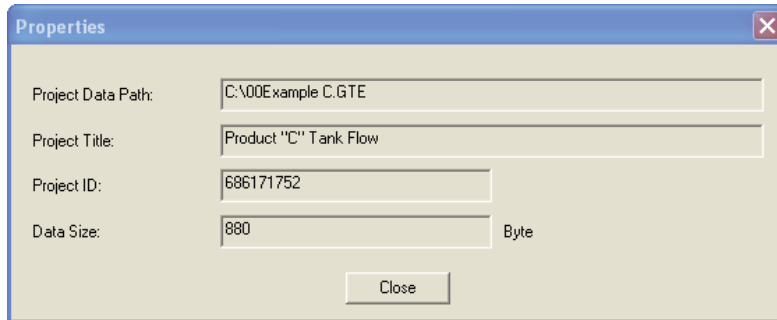 Properties
Project Data Path: C:\00Example C.GTE
Project Title: Product "C" Tank Flow
Project ID: 686171752
Data Size: 880 Byte
Close